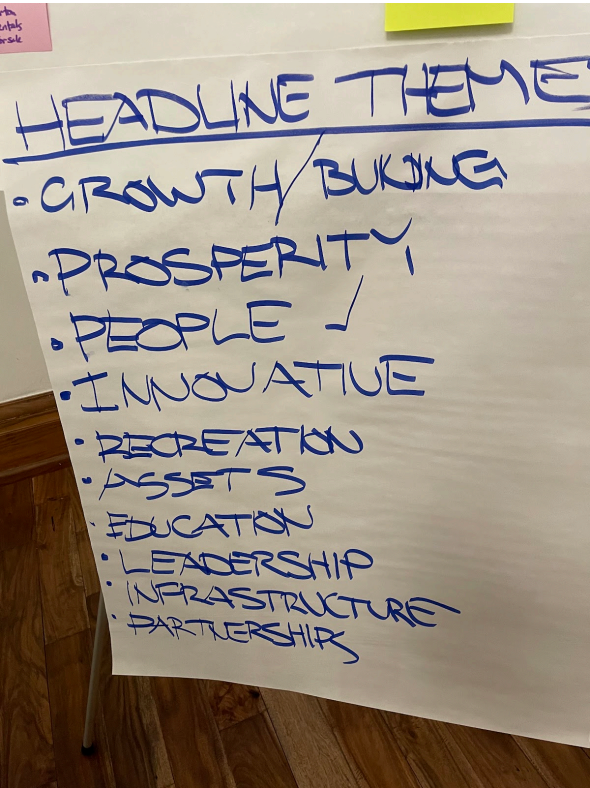 HEADLINE THEMES
• GROWTH / BUILDING
• PROSPERITY
• PEOPLE ✓
• INNOVATIVE
• RECREATION
• ASSETS
• EDUCATION
• LEADERSHIP
• INFRASTRUCTURE
• PARTNERSHIPS